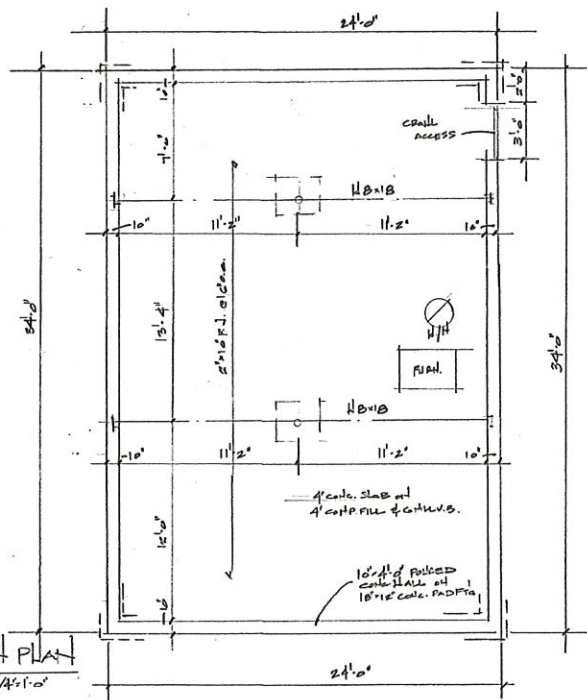 24'-0"
2'-0"
3'-0"
CRAWL
ACCESS
10"
7'-0"
W8x18
10"
11'-2"
11'-2"
10"
34'-0"
34'-0"
13'-4"
2"x10" F.J. @16"o.c.
W/H
FURN.
W8x18
10"
11'-2"
11'-2"
10"
4" CONC. SLAB ON
4" COMP. FILL & 6 MIL V.B.
12'-0"
10"x4'-0" POURED
CONC. WALL ON
18"x12" CONC. PAD FTG
10"
PLAN
1/4"=1'-0"
24'-0"